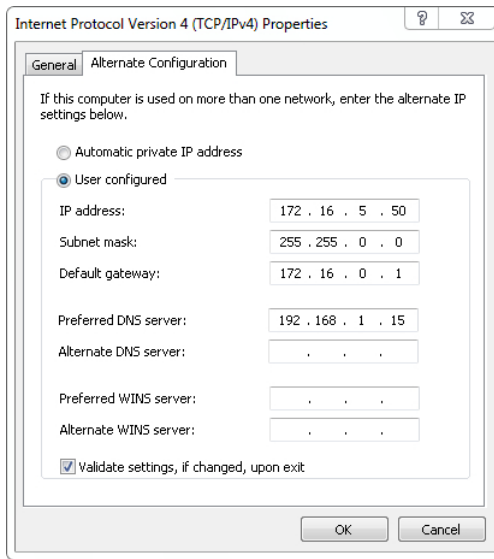 Internet Protocol Version 4 (TCP/IPv4) Properties
General
Alternate Configuration
If this computer is used on more than one network, enter the alternate IP
settings below.
Automatic private IP address
User configured
IP address: 172 . 16 . 5 . 50
Subnet mask: 255 . 255 . 0 . 0
Default gateway: 172 . 16 . 0 . 1
Preferred DNS server: 192 . 168 . 1 . 15
Alternate DNS server: . . .
Preferred WINS server: . . .
Alternate WINS server: . . .
Validate settings, if changed, upon exit
OK
Cancel